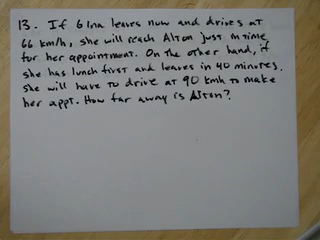 13. If Gina leaves now and drives at
66 km/h, she will reach Alton just in time
for her appointment. On the other hand, if
she has lunch first and leaves in 40 minutes,
she will have to drive at 90 kmh to make
her appt. How far away is Alton?